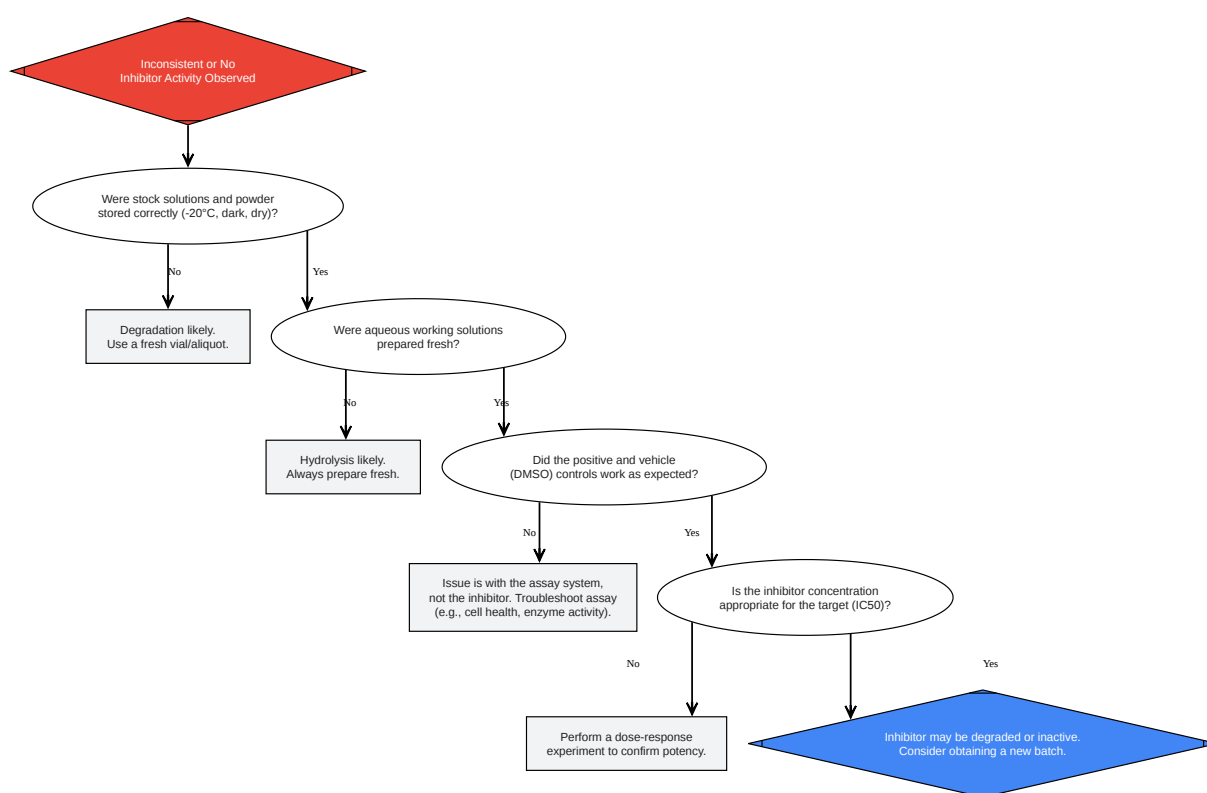 Inconsistent or No
Inhibitor Activity Observed
Were stock solutions and powder
stored correctly (-20°C, dark, dry)?
No
Yes
Degradation likely.
Use a fresh vial/aliquot.
Were aqueous working solutions
prepared fresh?
No
Yes
Hydrolysis likely.
Always prepare fresh.
Did the positive and vehicle
(DMSO) controls work as expected?
No
Yes
Issue is with the assay system,
not the inhibitor. Troubleshoot assay
(e.g., cell health, enzyme activity).
Is the inhibitor concentration
appropriate for the target (IC50)?
No
Yes
Perform a dose-response
experiment to confirm potency.
Inhibitor may be degraded or inactive.
Consider obtaining a new batch.